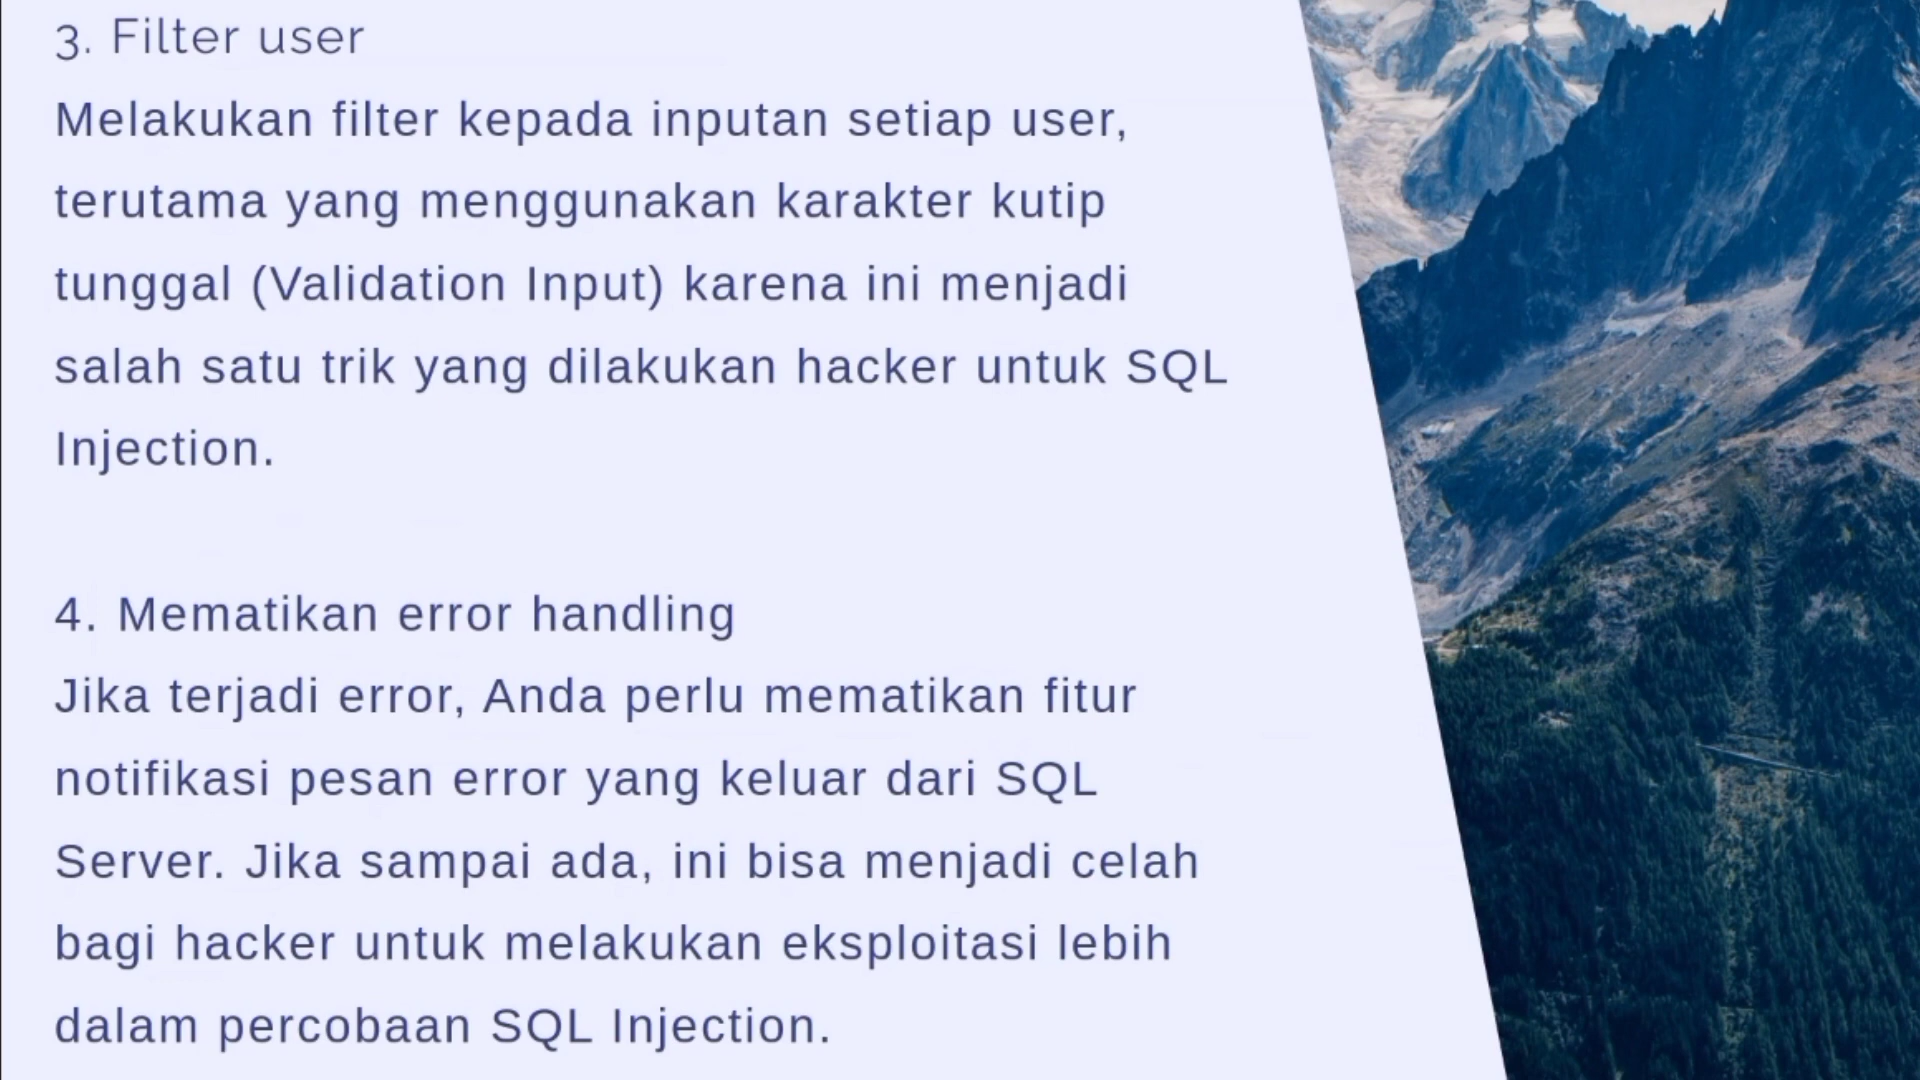 3. Filter user
Melakukan filter kepada inputan setiap user,
terutama yang menggunakan karakter kutip
tunggal (Validation Input) karena ini menjadi
salah satu trik yang dilakukan hacker untuk SQL
Injection.
4. Mematikan error handling
Jika terjadi error, Anda perlu mematikan fitur
notifikasi pesan error yang keluar dari SQL
Server. Jika sampai ada, ini bisa menjadi celah
bagi hacker untuk melakukan eksploitasi lebih
dalam percobaan SQL Injection.